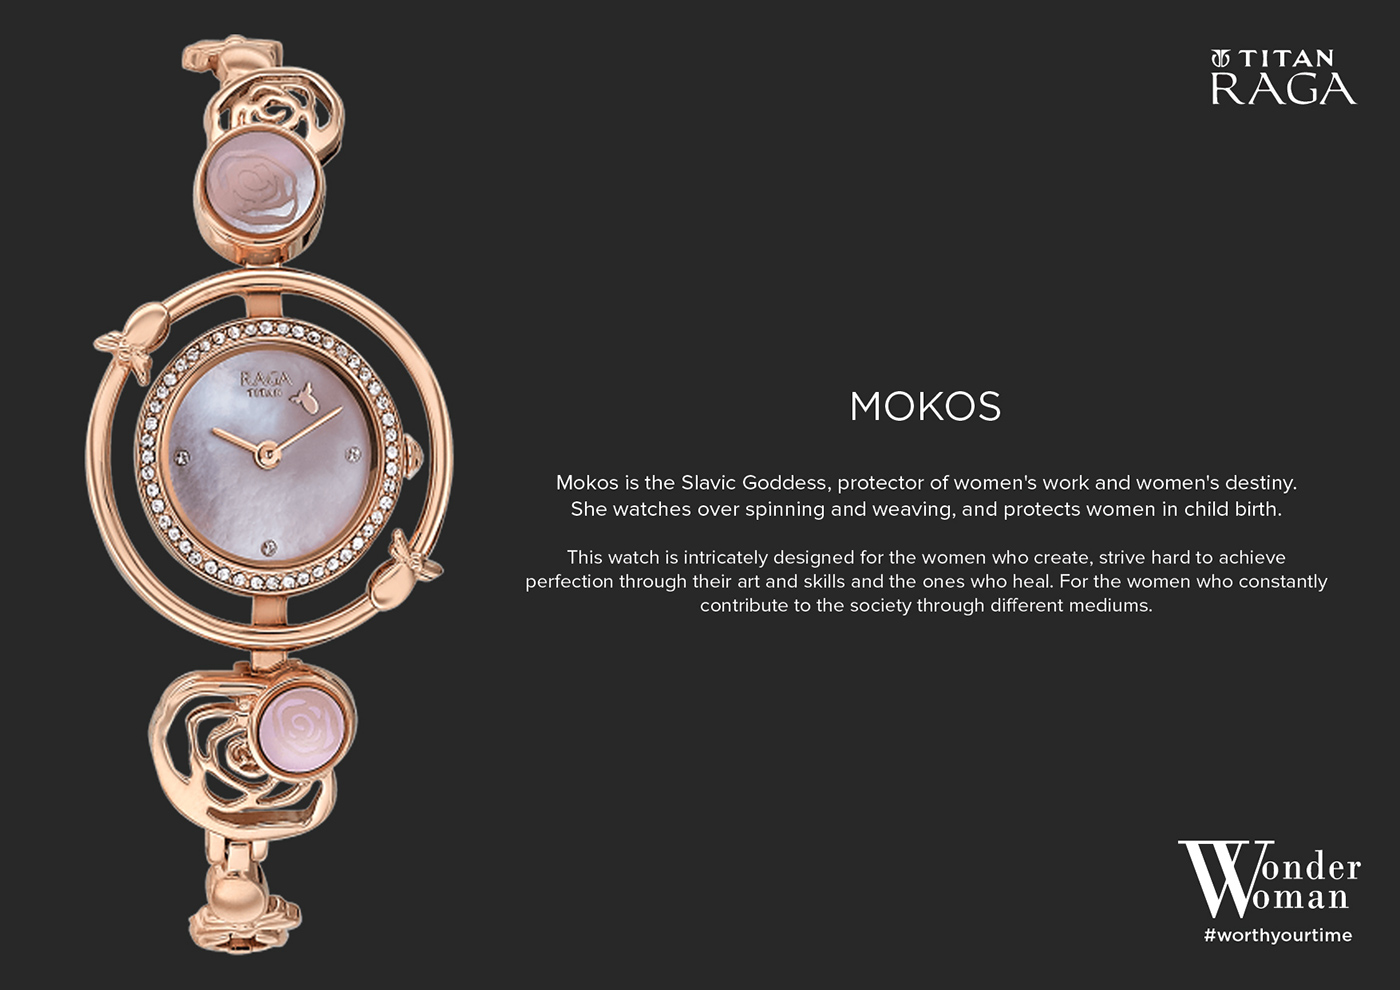 TITAN
RAGA
RAGA
TITAN
MOKOS
Mokos is the Slavic Goddess, protector of women's work and women's destiny.
She watches over spinning and weaving, and protects women in child birth.
This watch is intricately designed for the women who create, strive hard to achieve
perfection through their art and skills and the ones who heal. For the women who constantly
contribute to the society through different mediums.
Wonder
Woman
#worthyourtime